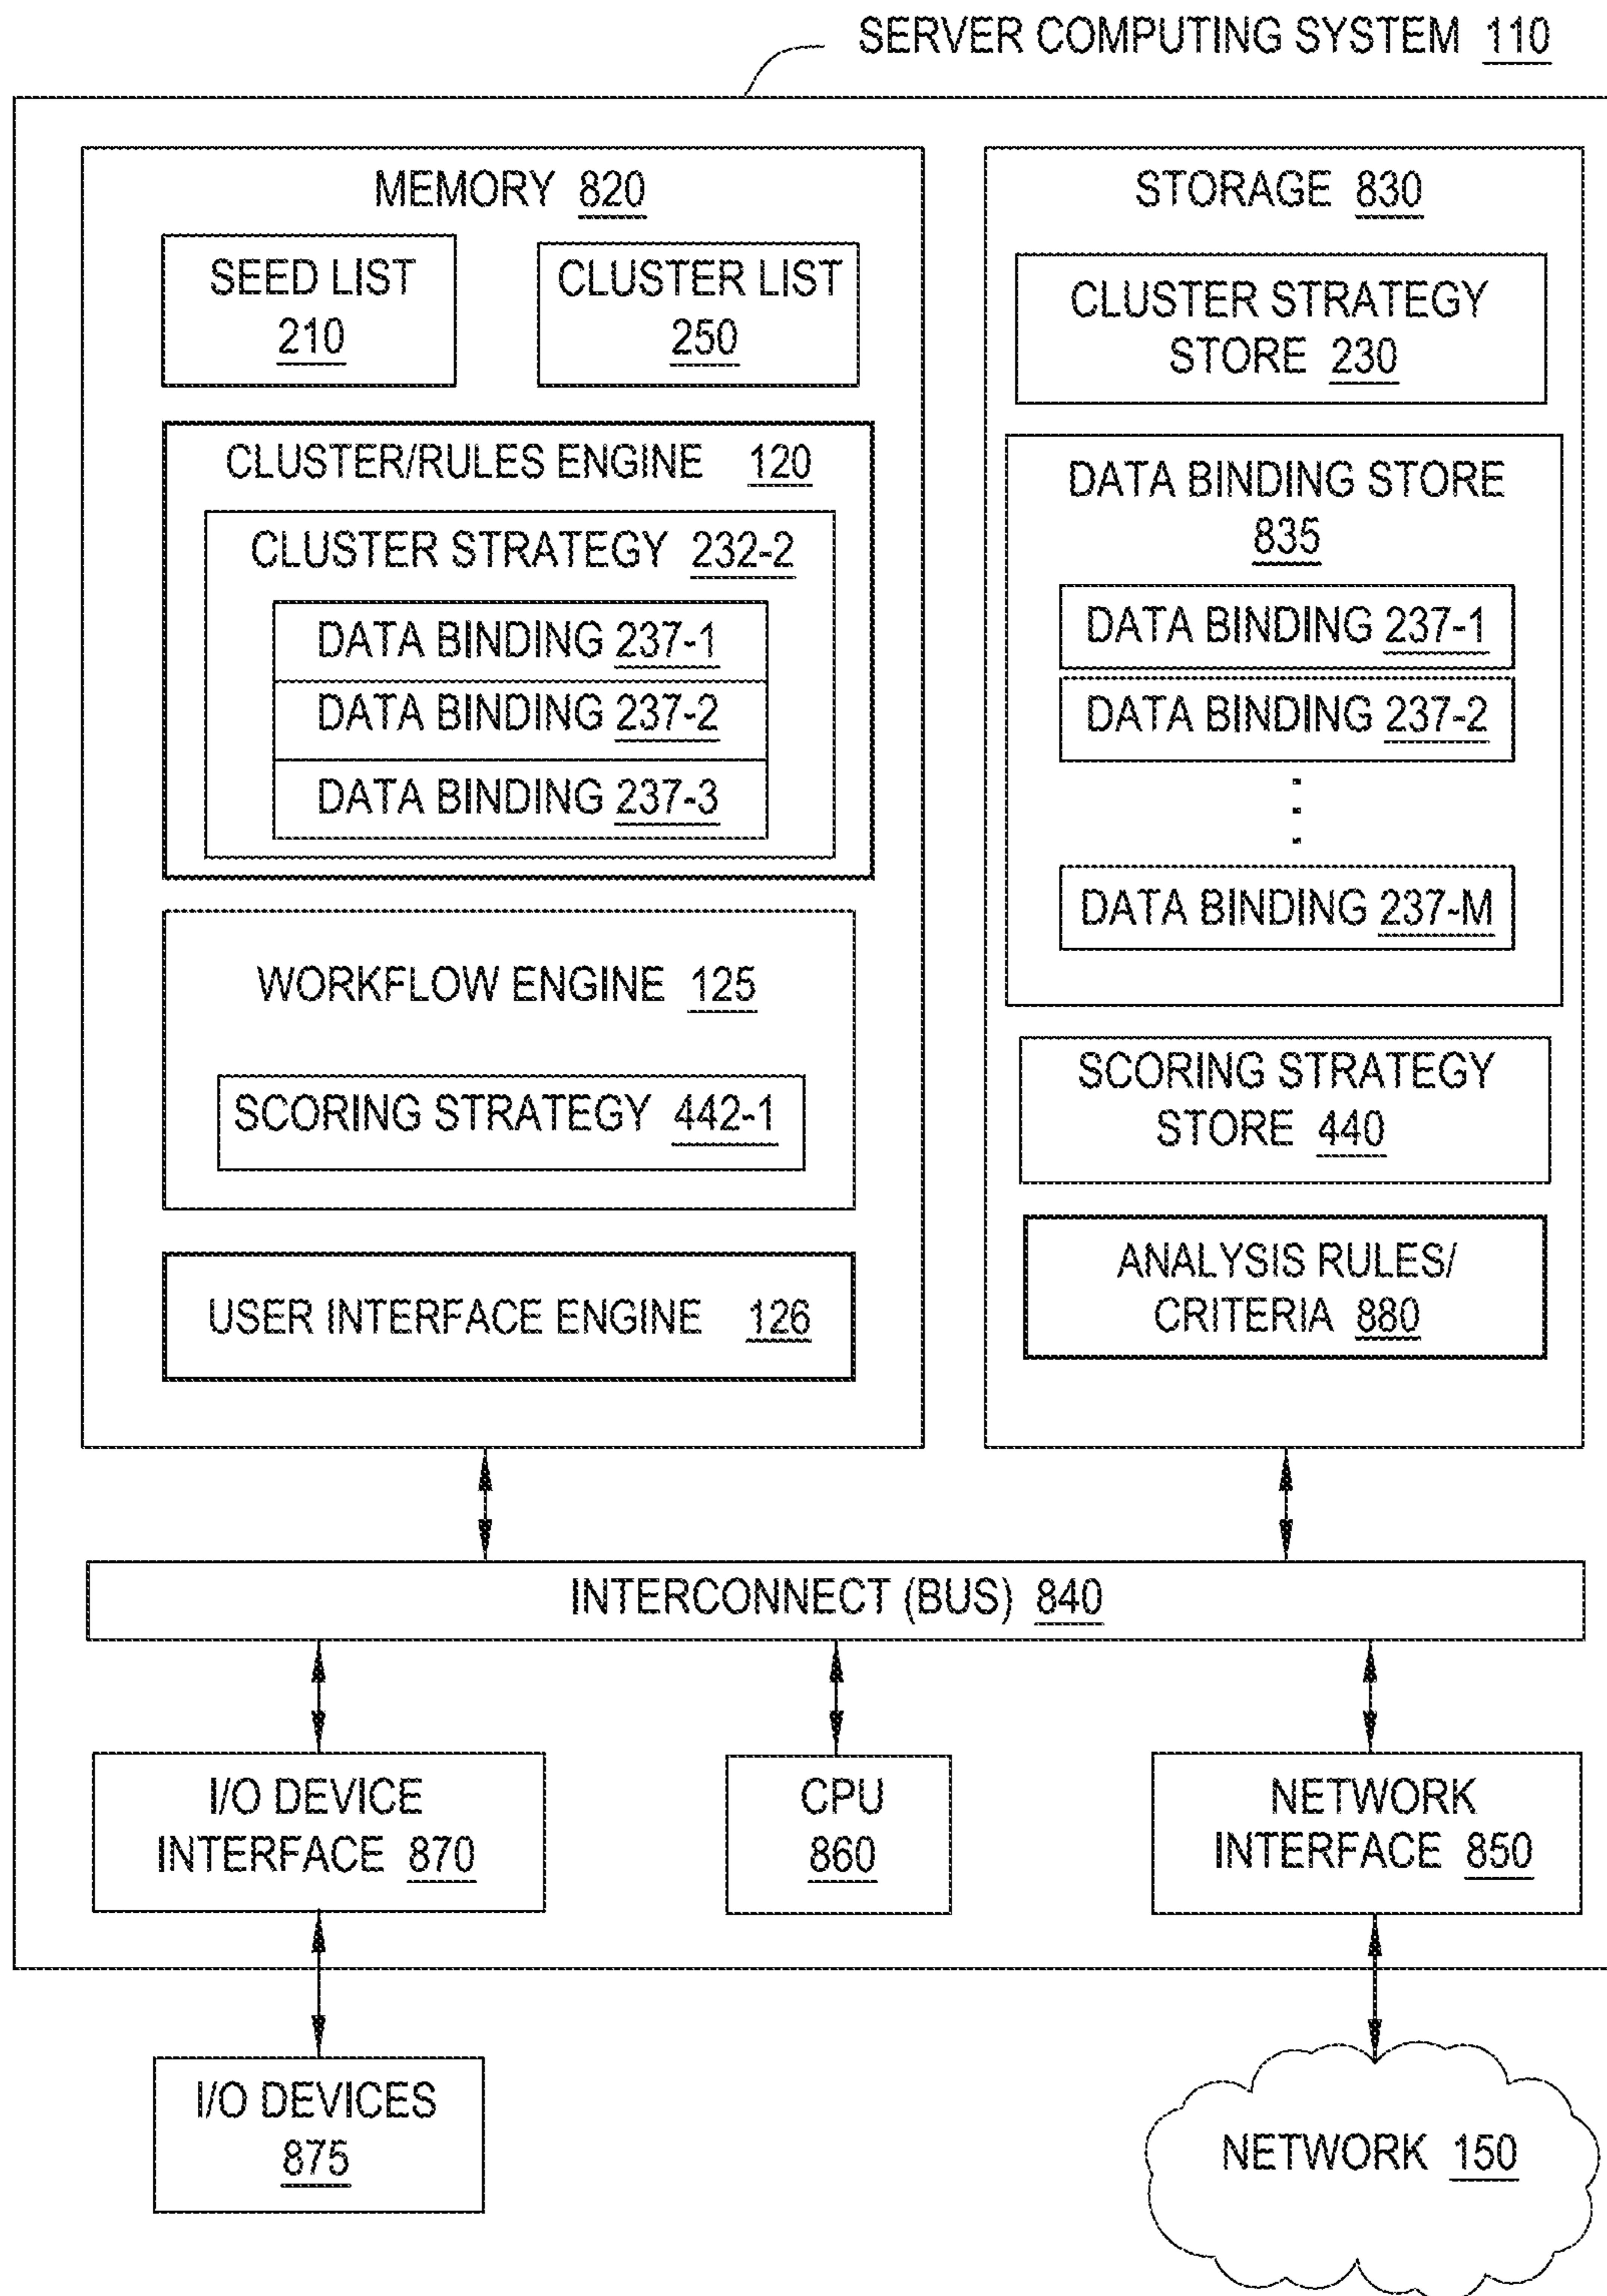 SERVER COMPUTING SYSTEM 110
MEMORY 820
SEED LIST
210
CLUSTER LIST
250
CLUSTER/RULES ENGINE 120
CLUSTER STRATEGY 232-2
DATA BINDING 237-1
DATA BINDING 237-2
DATA BINDING 237-3
WORKFLOW ENGINE 125
SCORING STRATEGY 442-1
USER INTERFACE ENGINE 126
STORAGE 830
CLUSTER STRATEGY
STORE 230
DATA BINDING STORE
835
DATA BINDING 237-1
DATA BINDING 237-2
DATA BINDING 237-M
SCORING STRATEGY
STORE 440
ANALYSIS RULES/
CRITERIA 880
INTERCONNECT (BUS) 840
I/O DEVICE
INTERFACE 870
CPU
860
NETWORK
INTERFACE 850
I/O DEVICES
875
NETWORK 150